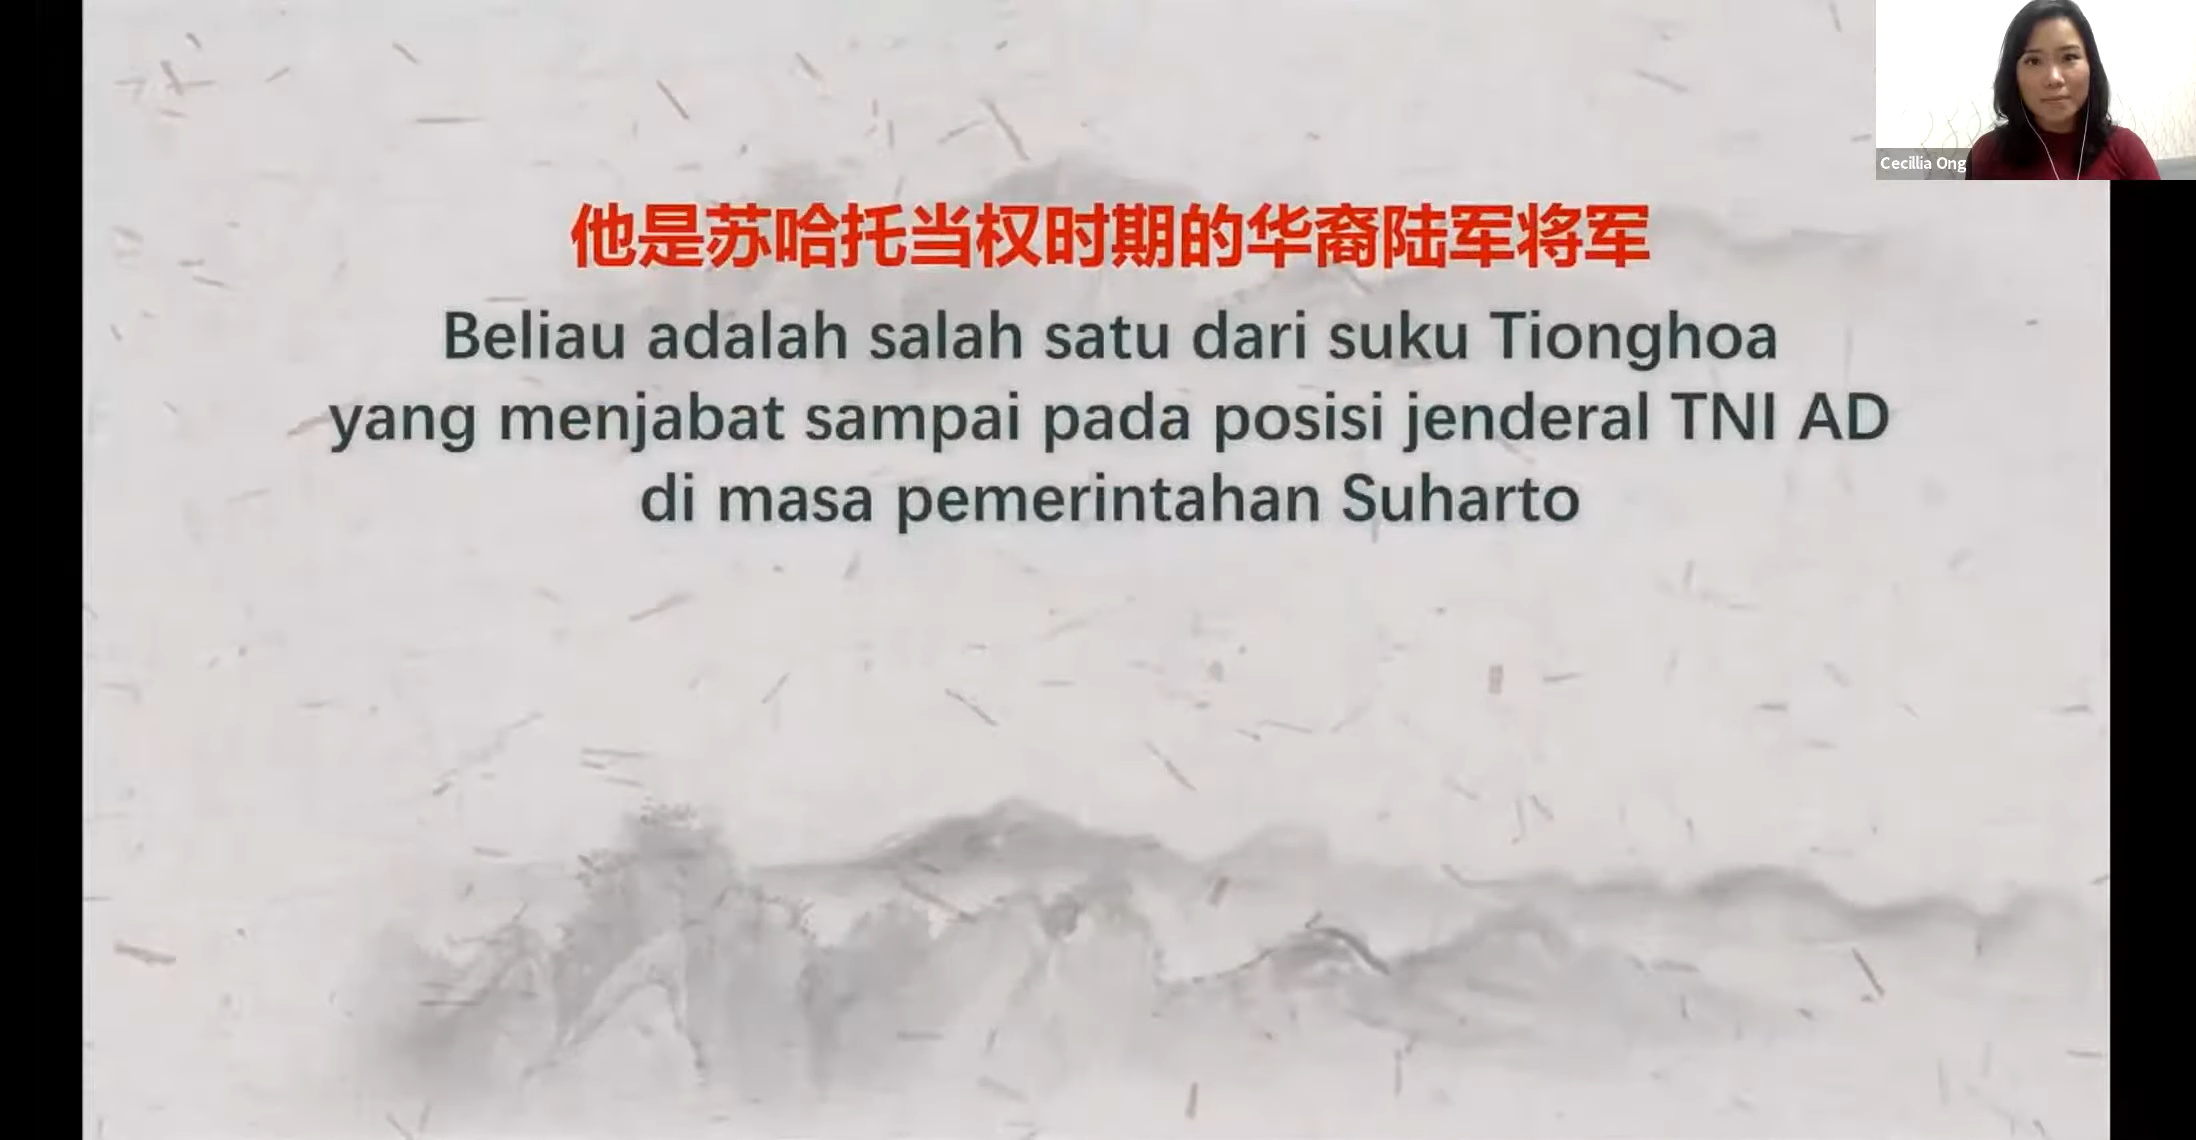 他是苏哈托当权时期的华裔陆军将军
Beliau adalah salah satu dari suku Tionghoa
yang menjabat sampai pada posisi jenderal TNI AD
di masa pemerintahan Suharto
Cecillia Ong